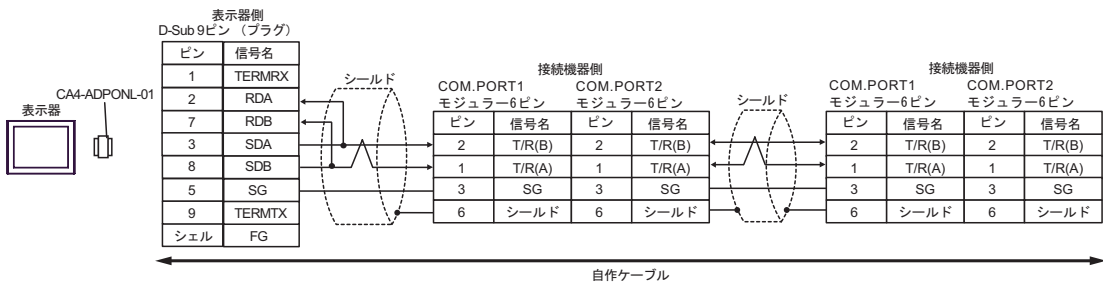 表示器
CA4-ADPONL-01
表示器側
D-Sub 9ピン （プラグ）
ピン 信号名
1 TERMRX
2 RDA
7 RDB
3 SDA
8 SDB
5 SG
9 TERMTX
シェル FG
シールド
接続機器側
COM.PORT1 COM.PORT2
モジュラー6ピン モジュラー6ピン
ピン 信号名 ピン 信号名
2 T/R(B) 2 T/R(B)
1 T/R(A) 1 T/R(A)
3 SG 3 SG
6 シールド 6 シールド
シールド
接続機器側
COM.PORT1 COM.PORT2
モジュラー6ピン モジュラー6ピン
ピン 信号名 ピン 信号名
2 T/R(B) 2 T/R(B)
1 T/R(A) 1 T/R(A)
3 SG 3 SG
6 シールド 6 シールド
自作ケーブル